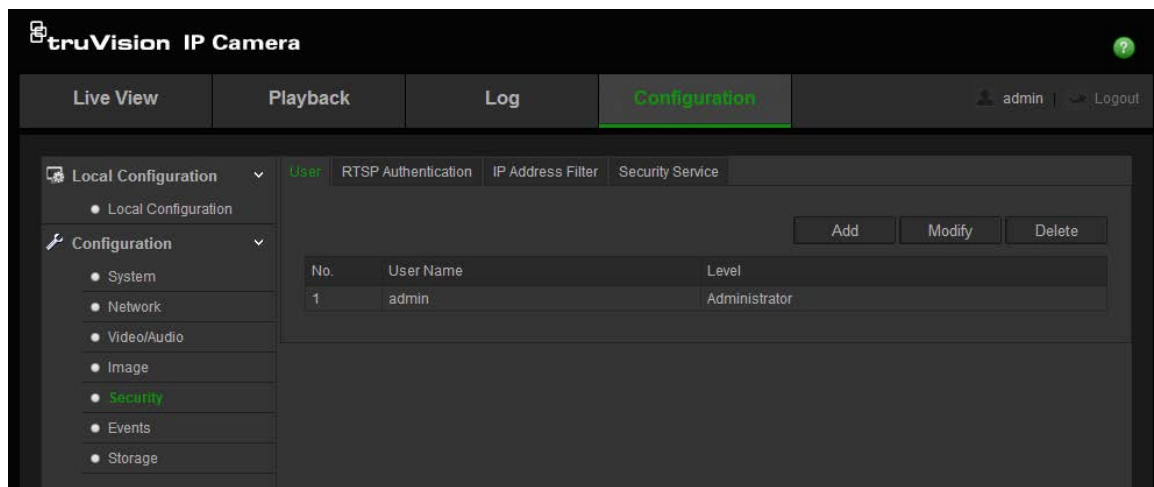 truVision IP Camera
?
Live View Playback Log Configuration admin | Logout
Local Configuration
Local Configuration
Configuration
System
Network
Video/Audio
Image
Security
Events
Storage
User RTSP Authentication IP Address Filter Security Service
Add Modify Delete
No. User Name Level
1 admin Administrator